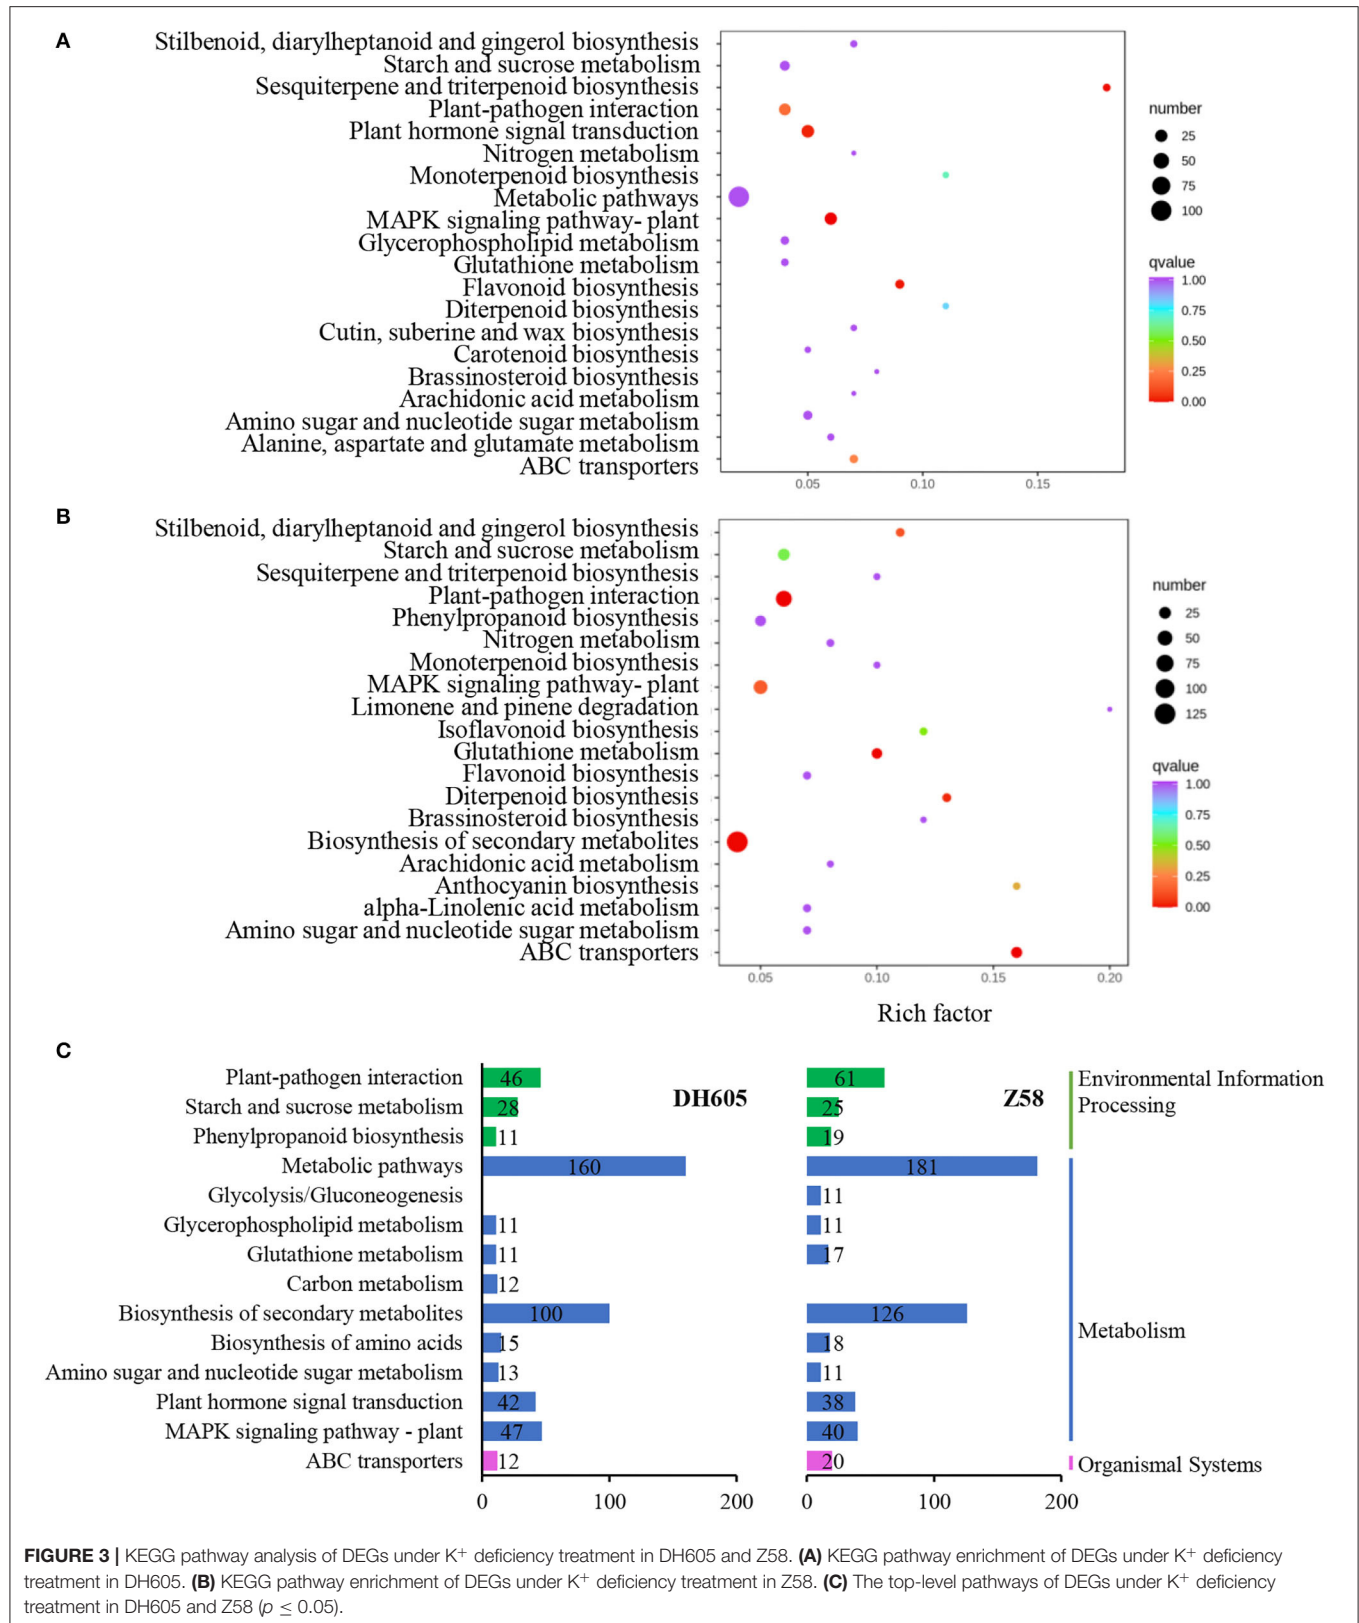 A
Stilbenoid, diarylheptanoid and gingerol biosynthesis
Starch and sucrose metabolism
Sesquiterpene and triterpenoid biosynthesis
Plant-pathogen interaction
Plant hormone signal transduction
Nitrogen metabolism
Monoterpenoid biosynthesis
Metabolic pathways
MAPK signaling pathway- plant
Glycerophospholipid metabolism
Glutathione metabolism
Flavonoid biosynthesis
Diterpenoid biosynthesis
Cutin, suberine and wax biosynthesis
Carotenoid biosynthesis
Brassinosteroid biosynthesis
Arachidonic acid metabolism
Amino sugar and nucleotide sugar metabolism
Alanine, aspartate and glutamate metabolism
ABC transporters
0.05 0.10 0.15
number
25
50
75
100
qvalue
1.00
0.75
0.50
0.25
0.00
B
Stilbenoid, diarylheptanoid and gingerol biosynthesis
Starch and sucrose metabolism
Sesquiterpene and triterpenoid biosynthesis
Plant-pathogen interaction
Phenylpropanoid biosynthesis
Nitrogen metabolism
Monoterpenoid biosynthesis
MAPK signaling pathway- plant
Limonene and pinene degradation
Isoflavonoid biosynthesis
Glutathione metabolism
Flavonoid biosynthesis
Diterpenoid biosynthesis
Brassinosteroid biosynthesis
Biosynthesis of secondary metabolites
Arachidonic acid metabolism
Anthocyanin biosynthesis
alpha-Linolenic acid metabolism
Amino sugar and nucleotide sugar metabolism
ABC transporters
0.05 0.10 0.15 0.20
Rich factor
number
25
50
75
100
125
qvalue
1.00
0.75
0.50
0.25
0.00
C
DH605 Z58
Plant-pathogen interaction 46 61
Starch and sucrose metabolism 28 25
Phenylpropanoid biosynthesis 11 19
Metabolic pathways 160 181
Glycolysis/Gluconeogenesis 11
Glycerophospholipid metabolism 11 11
Glutathione metabolism 11 17
Carbon metabolism 12
Biosynthesis of secondary metabolites 100 126
Biosynthesis of amino acids 15 18
Amino sugar and nucleotide sugar metabolism 13 11
Plant hormone signal transduction 42 38
MAPK signaling pathway - plant 47 40
ABC transporters 12 20
0 100 200 0 100 200
Environmental Information
Processing
Metabolism
Organismal Systems
FIGURE 3 | KEGG pathway analysis of DEGs under K⁺ deficiency treatment in DH605 and Z58. (A) KEGG pathway enrichment of DEGs under K⁺ deficiency
treatment in DH605. (B) KEGG pathway enrichment of DEGs under K⁺ deficiency treatment in Z58. (C) The top-level pathways of DEGs under K⁺ deficiency
treatment in DH605 and Z58 (p ≤ 0.05).